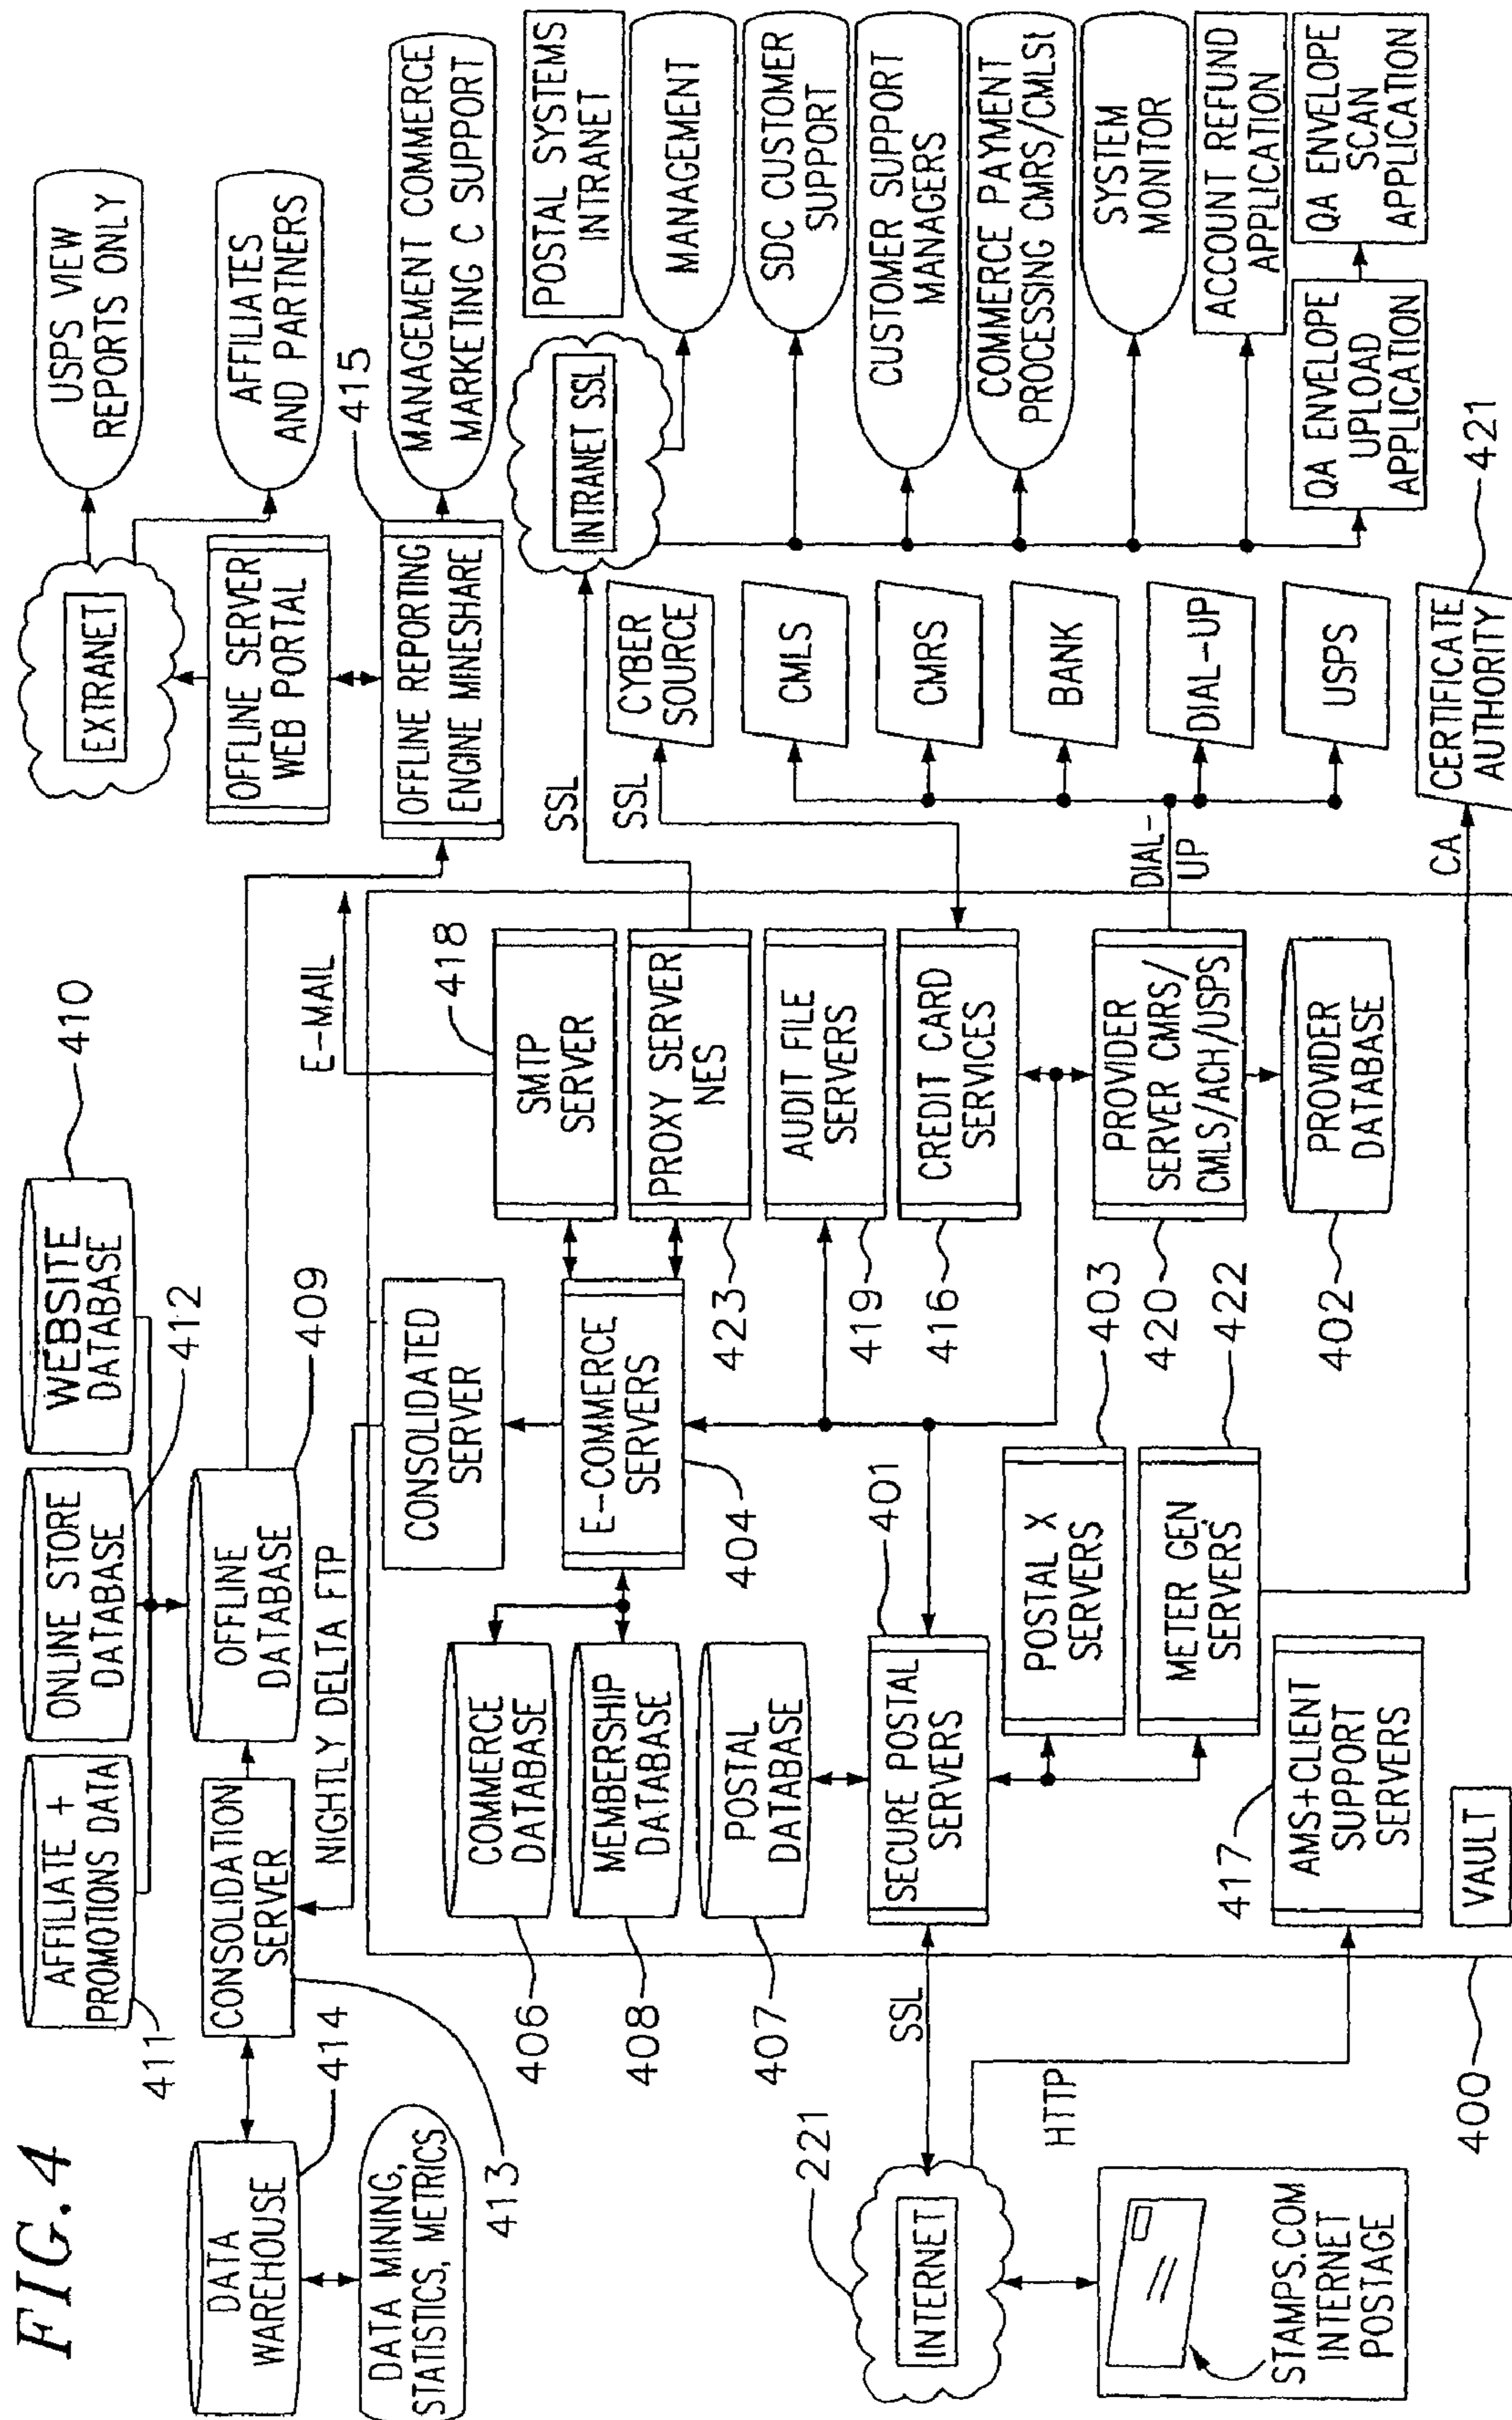 FIG. 4
AFFILIATE +
PROMOTIONS DATA
411
ONLINE STORE
DATABASE
412
WEBSITE
DATABASE
410
DATA
WAREHOUSE
414
CONSOLIDATION
SERVER
413
OFFLINE
DATABASE
409
DATA MINING,
STATISTICS, METRICS
NIGHTLY DELTA FTP
E-MAIL
EXTRANET
OFFLINE SERVER
WEB PORTAL
OFFLINE REPORTING
ENGINE MINESHARE
415
USPS VIEW
REPORTS ONLY
AFFILIATES
AND PARTNERS
MANAGEMENT COMMERCE
MARKETING C SUPPORT
CONSOLIDATED
SERVER
COMMERCE
DATABASE
406
MEMBERSHIP
DATABASE
408
POSTAL
DATABASE
407
E-COMMERCE
SERVERS
404
SMTP
SERVER
418
PROXY SERVER
NES
423
AUDIT FILE
SERVERS
419
CREDIT CARD
SERVICES
416
PROVIDER
SERVER CMRS/
CMLS/ACH/USPS
420
PROVIDER
DATABASE
402
SECURE POSTAL
SERVERS
401
POSTAL X
SERVERS
403
METER GEN
SERVERS
422
AMS+CLIENT
SUPPORT
SERVERS
417
VAULT
400
221
INTERNET
SSL
HTTP
STAMPS.COM
INTERNET
POSTAGE
SSL
SSL
DIAL-
UP
CA
INTRANET SSL
POSTAL SYSTEMS
INTRANET
CYBER
SOURCE
CMLS
CMRS
BANK
DIAL-UP
USPS
CERTIFICATE
AUTHORITY
421
MANAGEMENT
SDC CUSTOMER
SUPPORT
CUSTOMER SUPPORT
MANAGERS
COMMERCE PAYMENT
PROCESSING CMRS/CMLSt
SYSTEM
MONITOR
ACCOUNT REFUND
APPLICATION
QA ENVELOPE
UPLOAD
APPLICATION
QA ENVELOPE
SCAN
APPLICATION